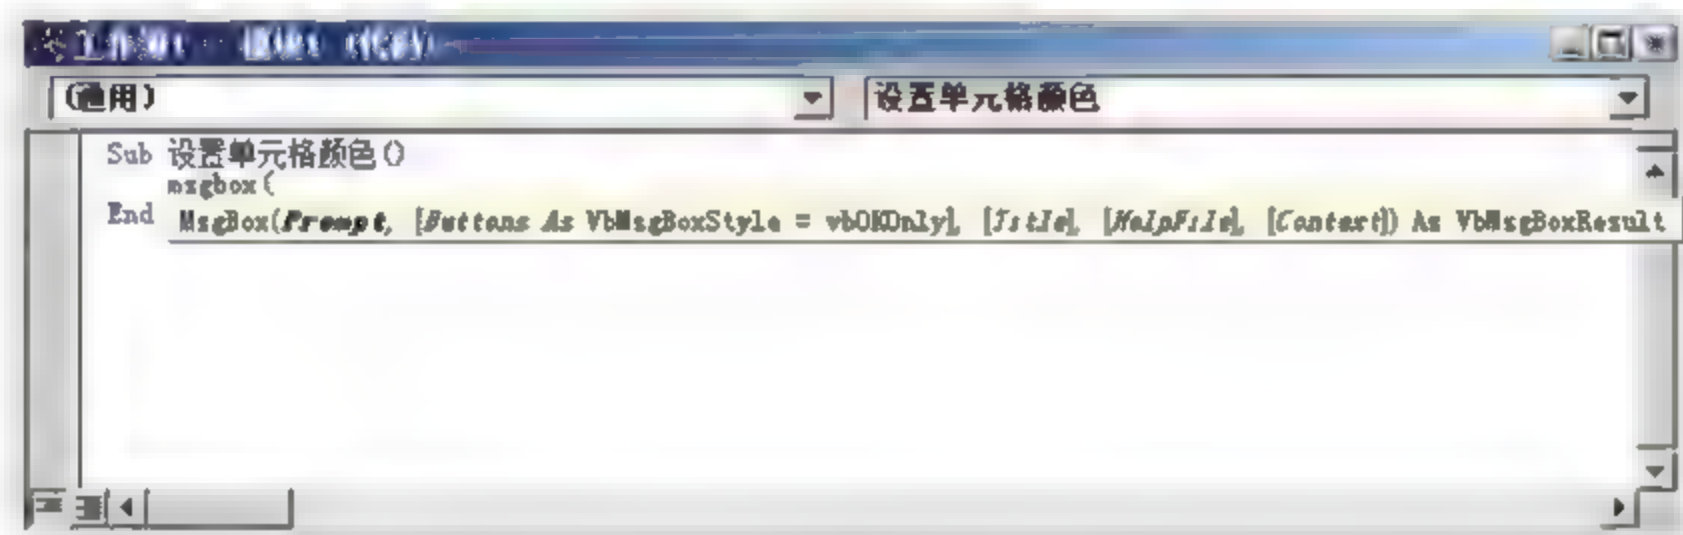 (通用)
设置单元格颜色
Sub 设置单元格颜色()
msgbox(
End
MsgBox(Prompt, [Buttons As VbMsgBoxStyle = vbOKOnly], [Title], [HelpFile], [Context]) As VbMsgBoxResult